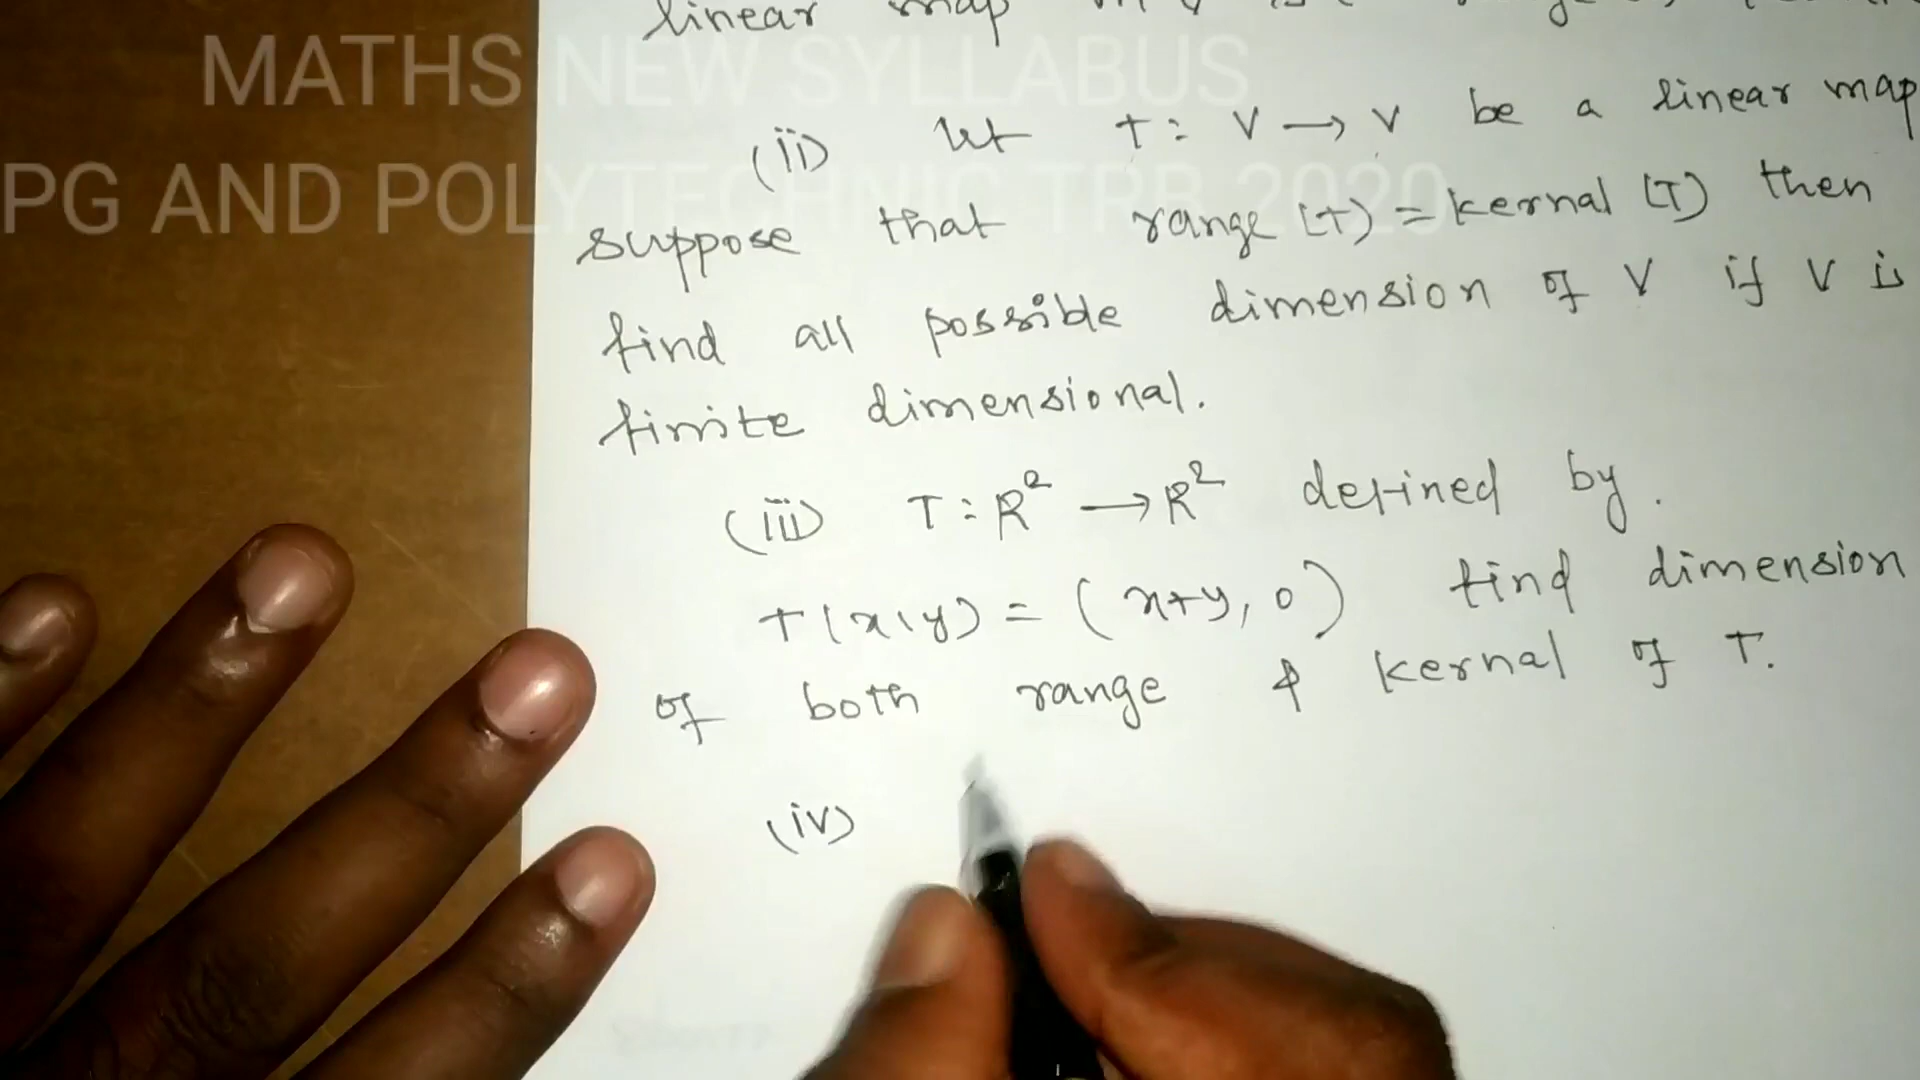 linear map
MATHS NEW SYLLABUS
(ii) let T: V → V be a linear map
PG AND POLYTECHNIC TRB 2020
suppose that range (T) = kernal (T) then
find all possible dimension of V if V is
finite dimensional.
(iii) T: R² → R² defined by.
T(x,y) = (x+y, 0) find dimension
of both range & kernal of T.
(iv)